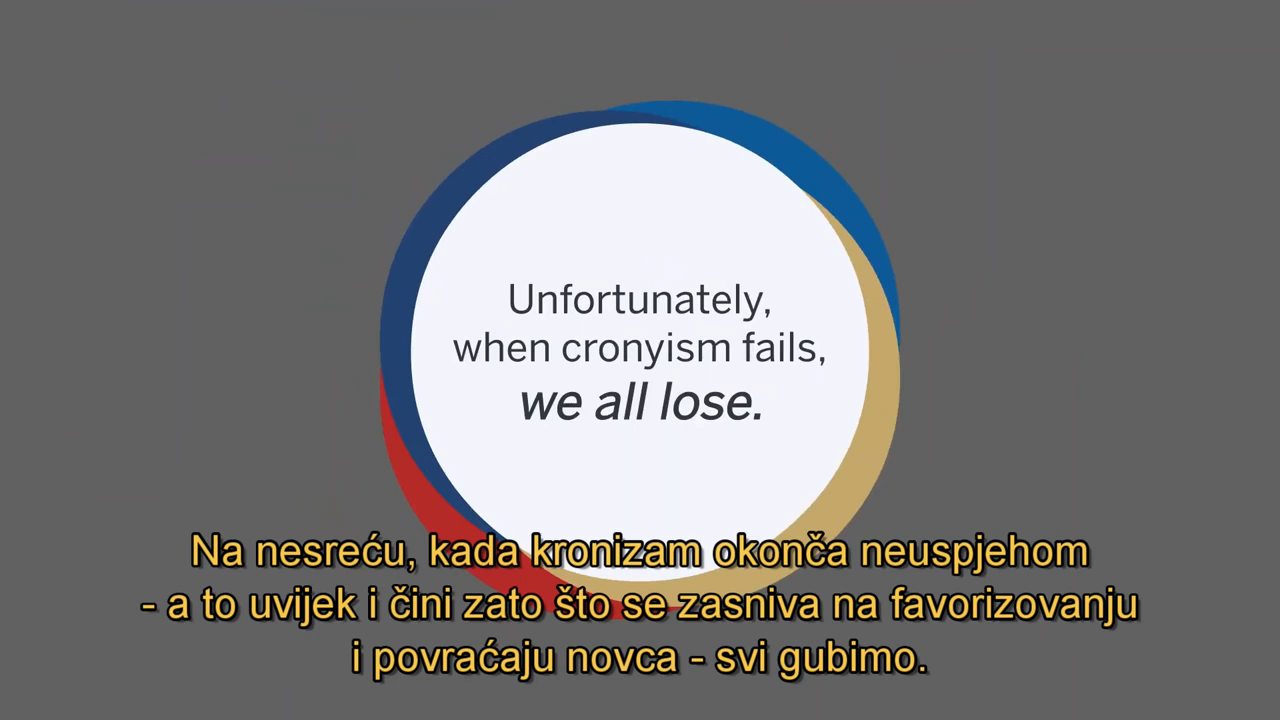 Unfortunately,
when cronyism fails,
we all lose.
Na nesreću, kada kronizam okonča neuspjehom
- a to uvijek i čini zato što se zasniva na favorizovanju
i povraćaju novca - svi gubimo.